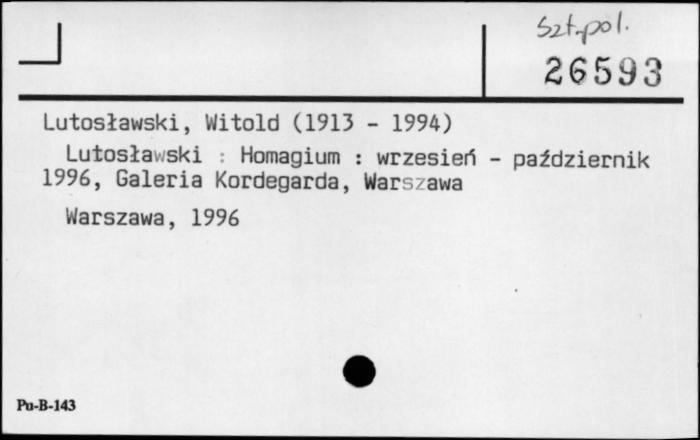 Szt.pol.
26593
Lutosławski, Witold (1913 - 1994)
Lutosławski : Homagium : wrzesień - październik
1996, Galeria Kordegarda, Warszawa
Warszawa, 1996
Pu-B-143